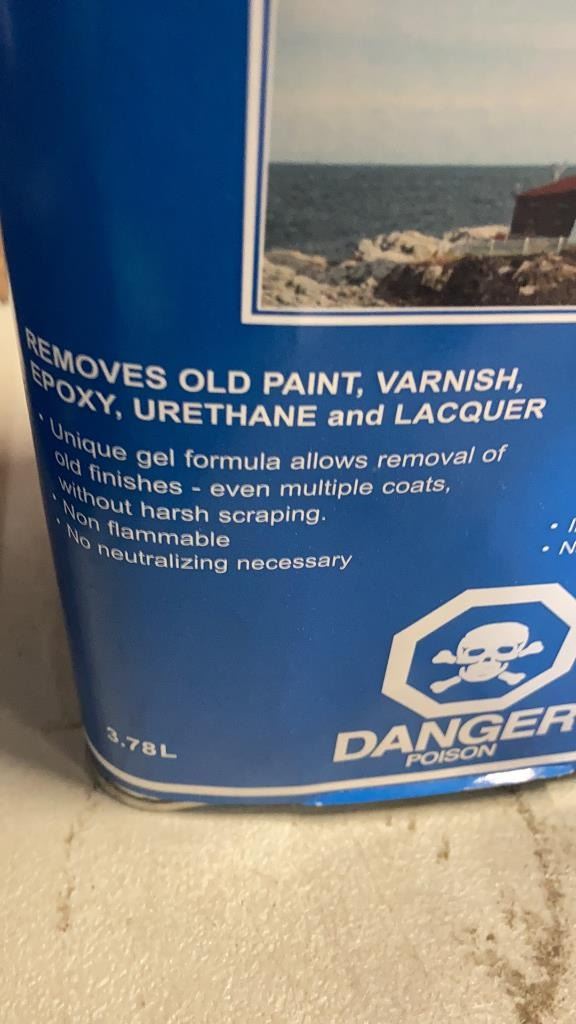 REMOVES OLD PAINT, VARNISH,
EPOXY, URETHANE and LACQUER
• Unique gel formula allows removal of
old finishes - even multiple coats,
without harsh scraping.
• Non flammable
• No neutralizing necessary
3.78L
DANGER
POISON